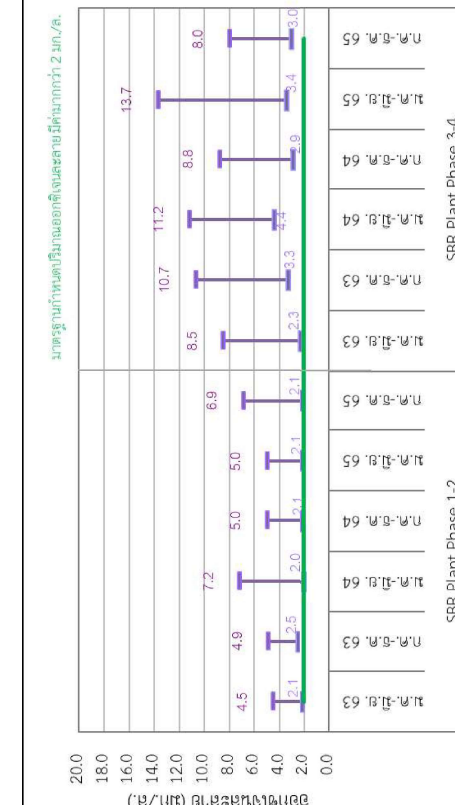 มาตรฐานกำหนดปริมาณออกซิเจนละลายมีค่ามากกว่า 2 มก./ล.
ออกซิเจนละลาย (มก./ล.)
20.0
18.0
16.0
14.0
12.0
10.0
8.0
6.0
4.0
2.0
0.0
4.5
4.9
7.2
5.0
5.0
6.9
8.5
10.7
11.2
8.8
13.7
8.0
2.1
2.5
2.0
2.1
2.1
2.1
2.3
3.3
4.4
2.9
3.4
3.0
ม.ค.-มิ.ย. 63
ก.ค.-ธ.ค. 63
ม.ค.-มิ.ย. 64
ก.ค.-ธ.ค. 64
ม.ค.-มิ.ย. 65
ก.ค.-ธ.ค. 65
ม.ค.-มิ.ย. 63
ก.ค.-ธ.ค. 63
ม.ค.-มิ.ย. 64
ก.ค.-ธ.ค. 64
ม.ค.-มิ.ย. 65
ก.ค.-ธ.ค. 65
SBR Plant Phase 1-2
SBR Plant Phase 3-4